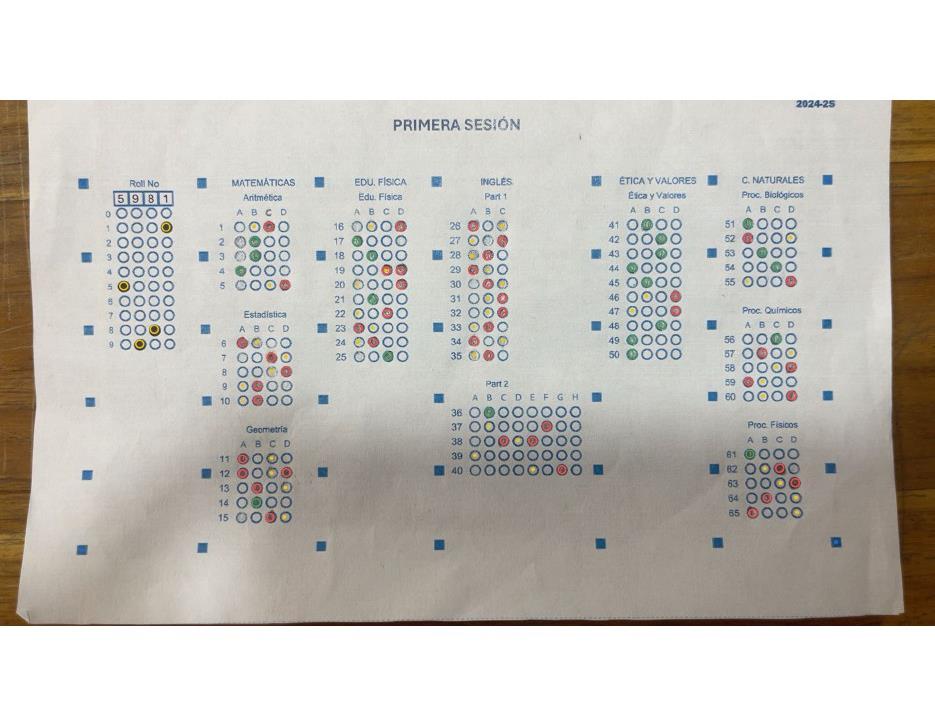 2024-2S
PRIMERA SESIÓN
Roll No
5 9 8 1
0
1
2
3
4
5
6
7
8
9
MATEMÁTICAS
Aritmética
A B C D
1
2
3
4
5
Estadística
A B C D
6
7
8
9
10
Geometría
A B C D
11
12
13
14
15
EDU. FÍSICA
Edu. Física
A B C D
16
17
18
19
20
21
22
23
24
25
INGLÉS
Part 1
A B C
26
27
28
29
30
31
32
33
34
35
Part 2
A B C D E F G H
36
37
38
39
40
ÉTICA Y VALORES
Ética y Valores
A B C D
41
42
43
44
45
46
47
48
49
50
C. NATURALES
Proc. Biológicos
A B C D
51
52
53
54
55
Proc. Químicos
A B C D
56
57
58
59
60
Proc. Físicos
A B C D
61
62
63
64
65